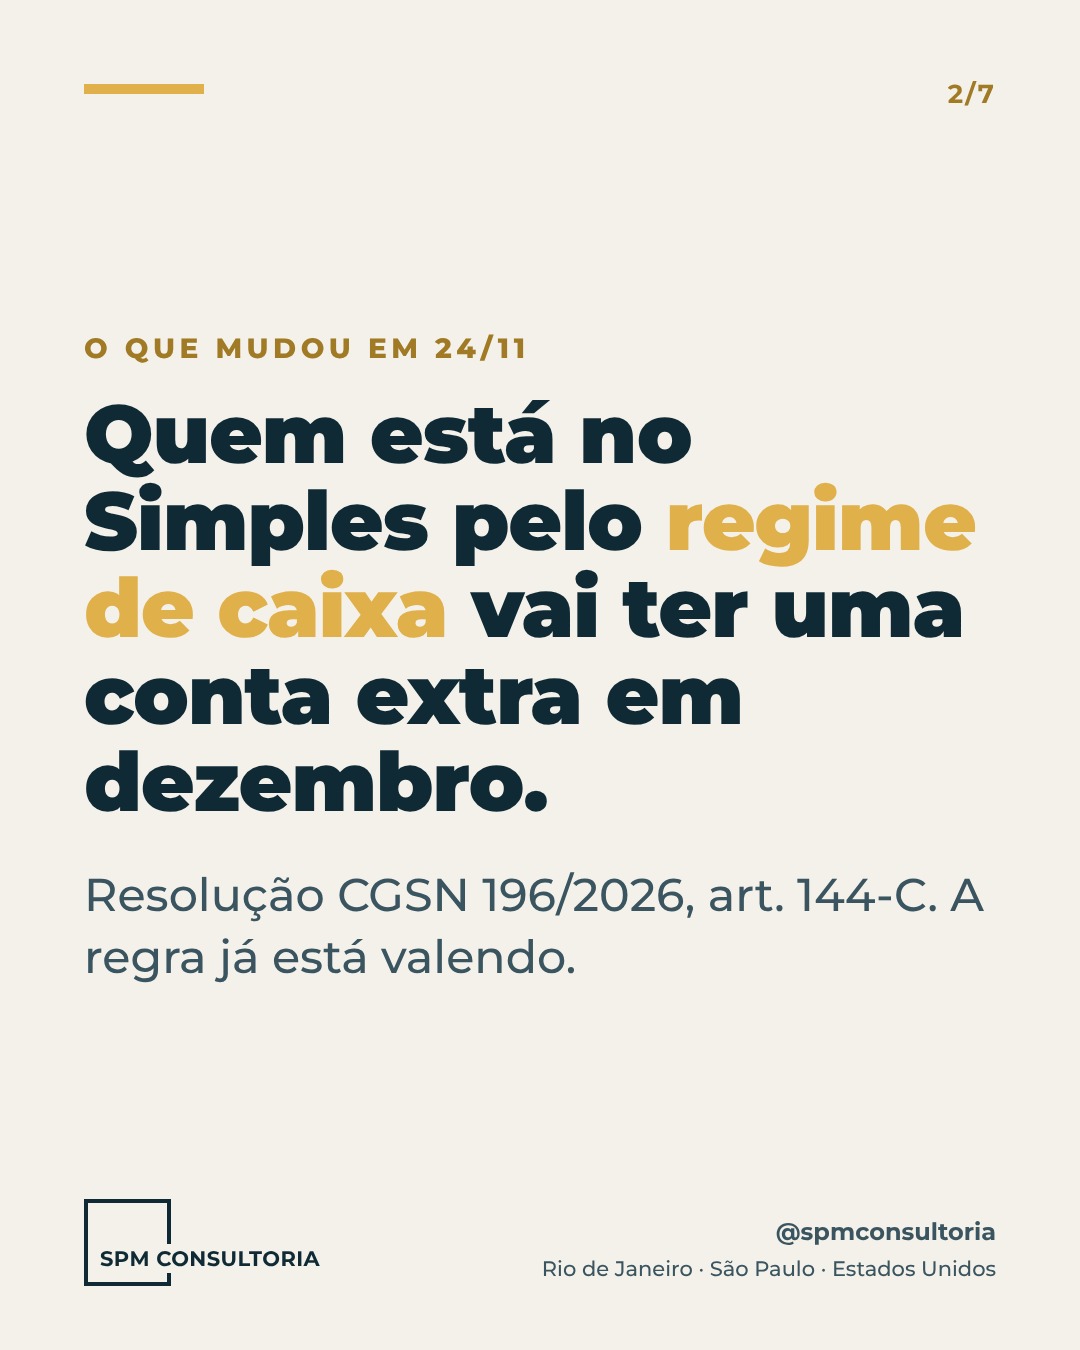 2/7
O QUE MUDOU EM 24/11
Quem está no
Simples pelo regime
de caixa vai ter uma
conta extra em
dezembro.
Resolução CGSN 196/2026, art. 144-C. A
regra já está valendo.
SPM CONSULTORIA
@spmconsultoria
Rio de Janeiro · São Paulo · Estados Unidos